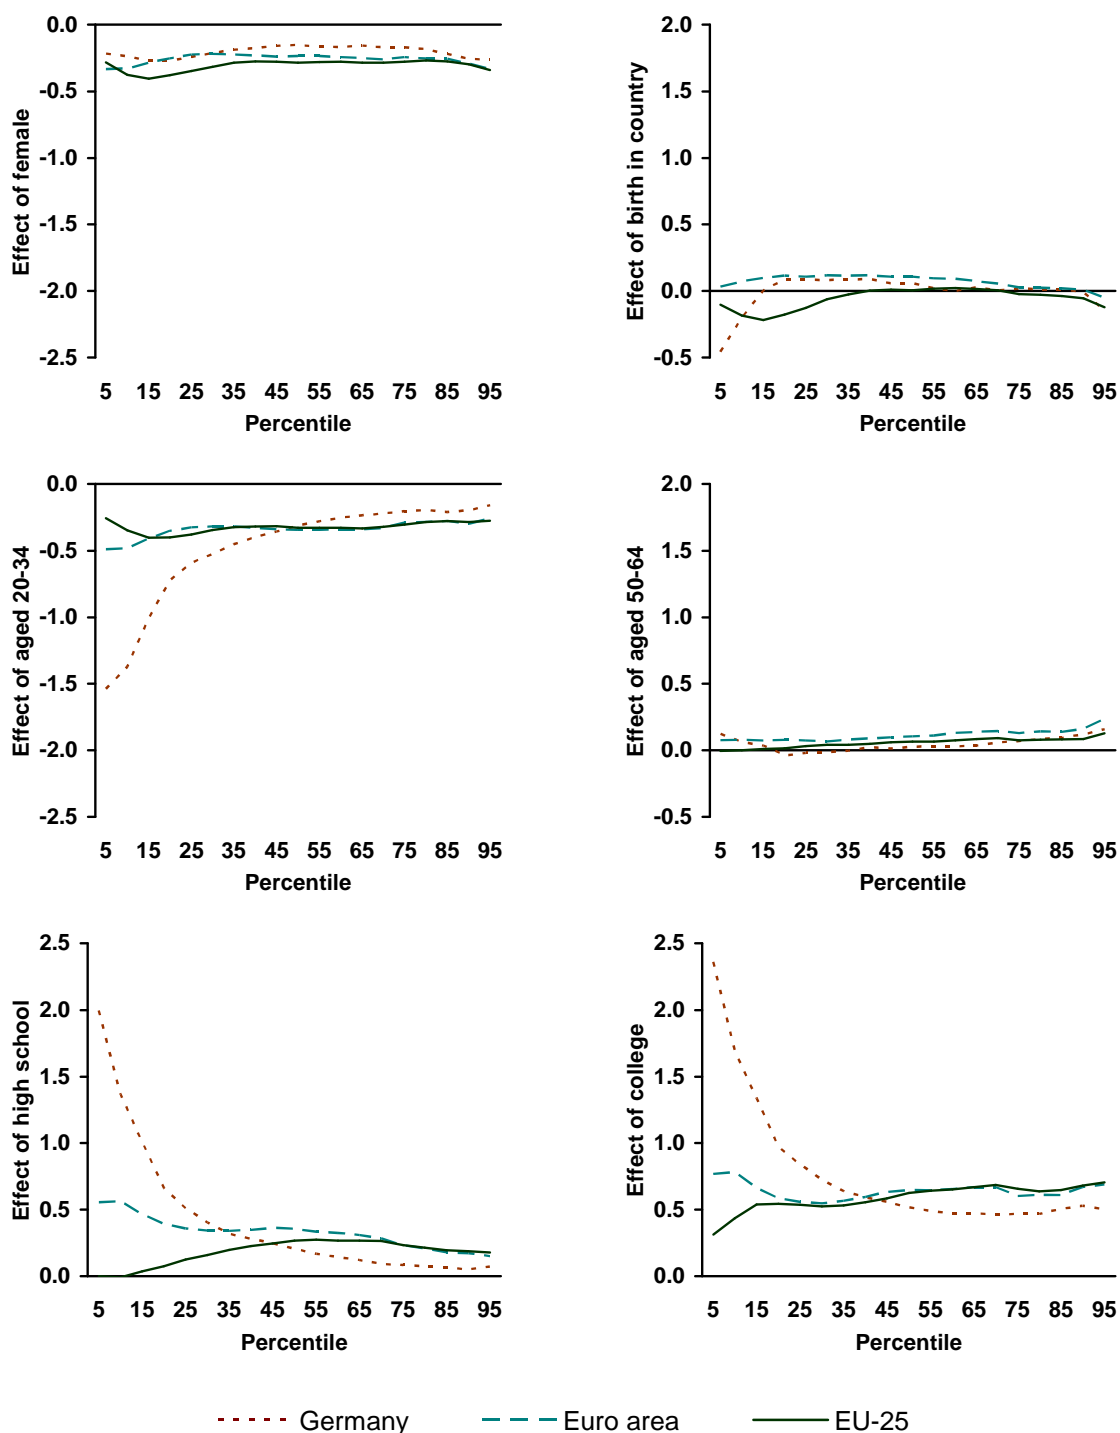 Effect of female
0.0
-0.5
-1.0
-1.5
-2.0
-2.5
5 15 25 35 45 55 65 75 85 95
Percentile
Effect of birth in country
2.0
1.5
1.0
0.5
0.0
-0.5
5 15 25 35 45 55 65 75 85 95
Percentile
Effect of aged 20-34
0.0
-0.5
-1.0
-1.5
-2.0
-2.5
5 15 25 35 45 55 65 75 85 95
Percentile
Effect of aged 50-64
2.0
1.5
1.0
0.5
0.0
-0.5
5 15 25 35 45 55 65 75 85 95
Percentile
Effect of high school
2.5
2.0
1.5
1.0
0.5
0.0
5 15 25 35 45 55 65 75 85 95
Percentile
Effect of college
2.5
2.0
1.5
1.0
0.5
0.0
5 15 25 35 45 55 65 75 85 95
Percentile
Germany Euro area EU-25